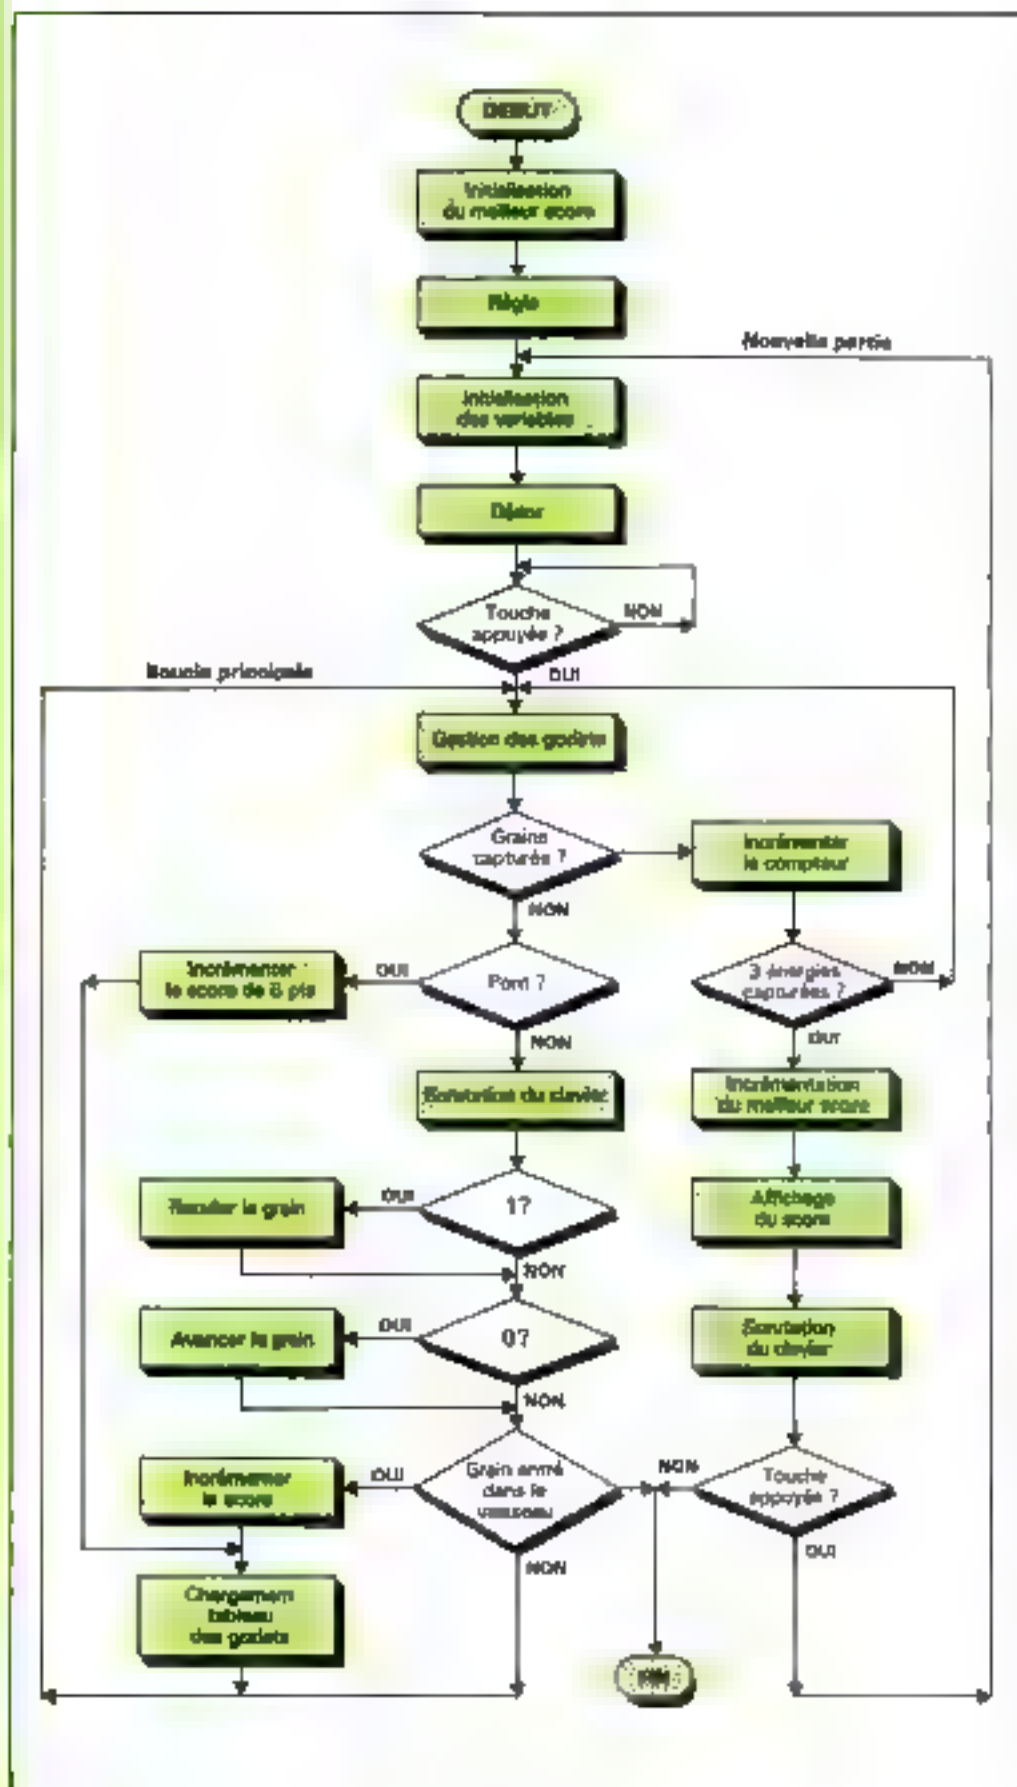 DEBUT
Initialisation
du meilleur score
Règle
Nouvelle partie
Initialisation
des variables
Décor
Touche
appuyée ?
NON
OUI
Boucle principale
Gestion des godets
Grains
capturés ?
Incrémenter
le compteur
NON
Incrémenter
le score de
pts
OUI
Pont ?
3 énergies
capturées ?
NON
NON
OUI
Scrutation du clavier
Incrémentation
du meilleur score
Reculer le grain
OUI
1?
Affichage
du score
NON
Avancer le grain
OUI
0?
Scrutation
du clavier
NON
Incrémenter
le score
OUI
Grain entré
dans le
vaisseau
NON
Touche
appuyée ?
NON
OUI
Chargement
tableau
des godets
FIN